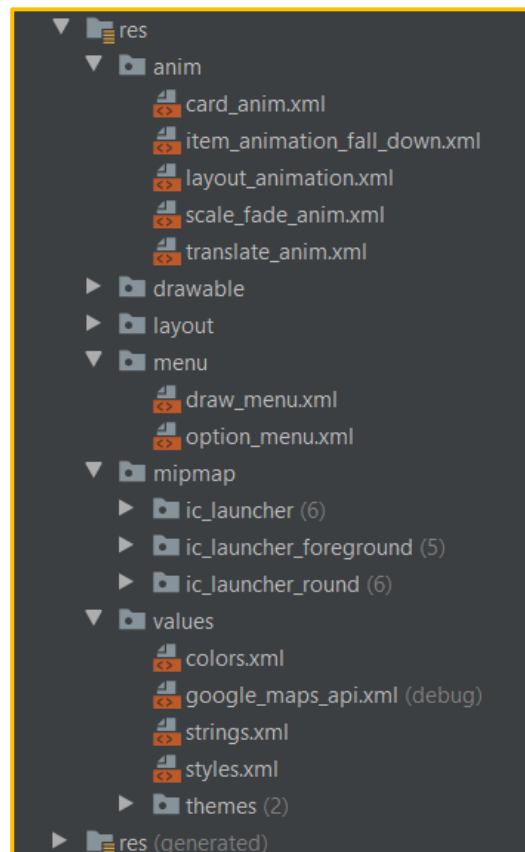 res
anim
card_anim.xml
item_animation_fall_down.xml
layout_animation.xml
scale_fade_anim.xml
translate_anim.xml
drawable
layout
menu
draw_menu.xml
option_menu.xml
mipmap
ic_launcher (6)
ic_launcher_foreground (5)
ic_launcher_round (6)
values
colors.xml
google_maps_api.xml (debug)
strings.xml
styles.xml
themes (2)
res (generated)